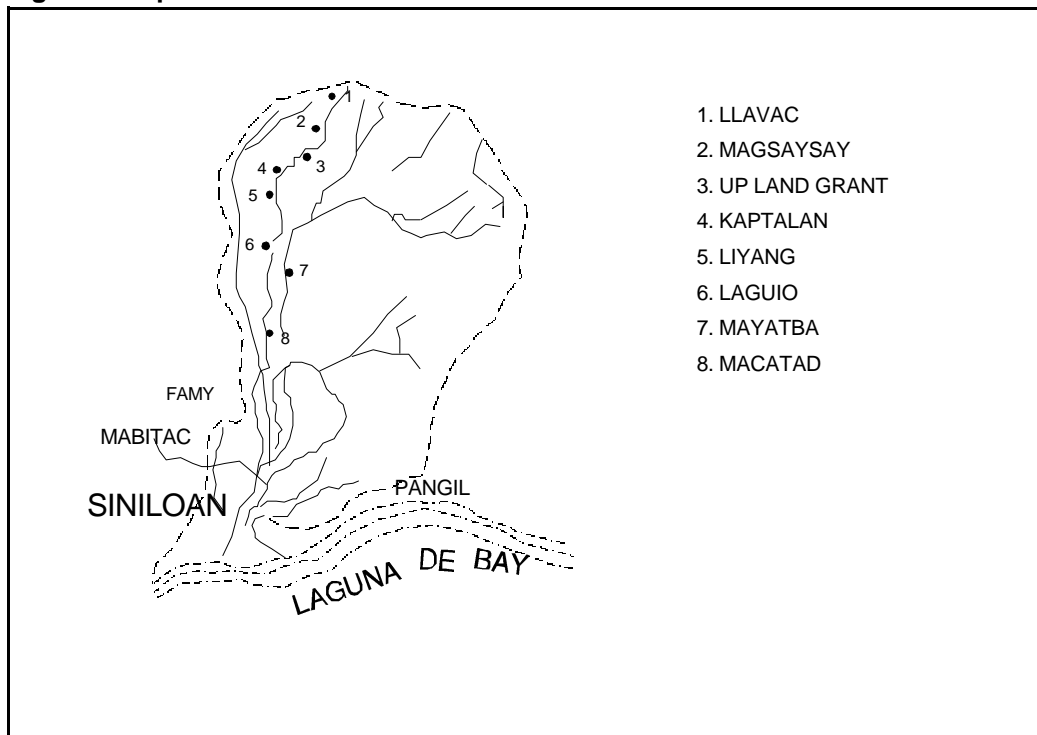 1
2
3
4
5
6
7
8
FAMY
MABITAC
SINILOAN
PANGIL
LAGUNA DE BAY
1. LLAVAC
2. MAGSAYSAY
3. UP LAND GRANT
4. KAPTALAN
5. LIYANG
6. LAGUIO
7. MAYATBA
8. MACATAD